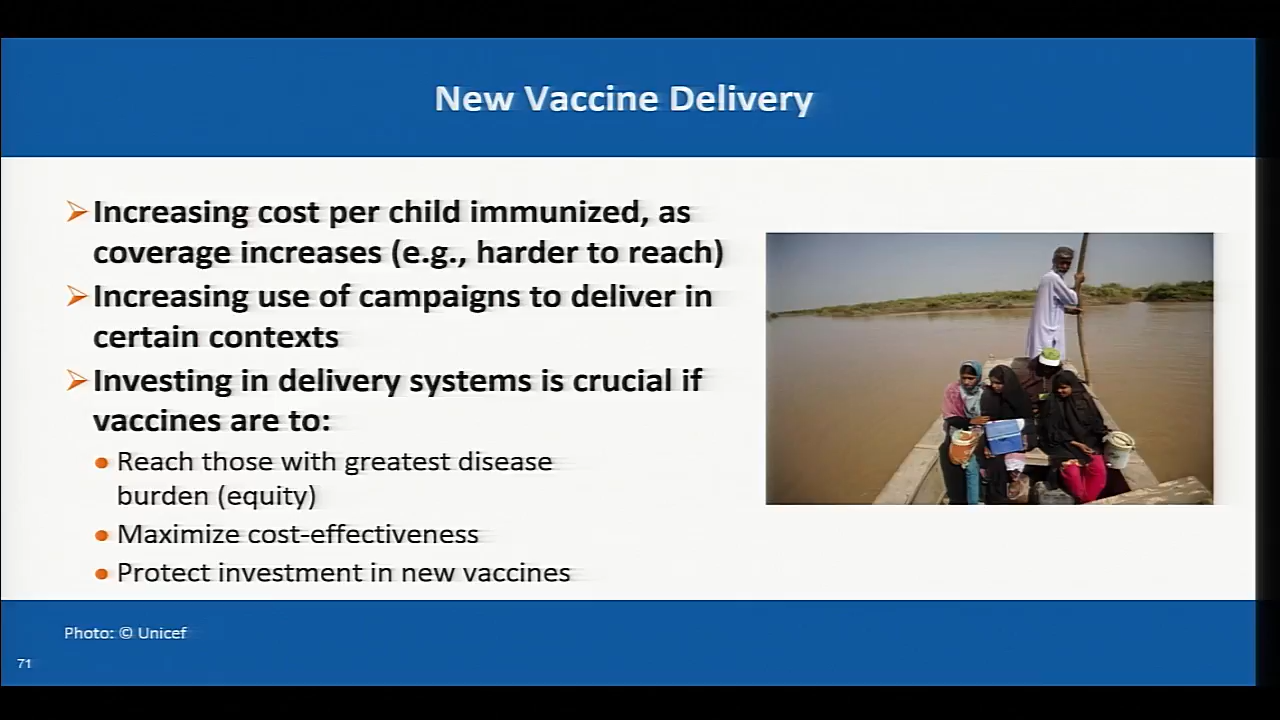 New Vaccine Delivery
Increasing cost per child immunized, as
coverage increases (e.g., harder to reach)
Increasing use of campaigns to deliver in
certain contexts
Investing in delivery systems is crucial if
vaccines are to:
Reach those with greatest disease
burden (equity)
Maximize cost-effectiveness
Protect investment in new vaccines
Photo: © Unicef
71